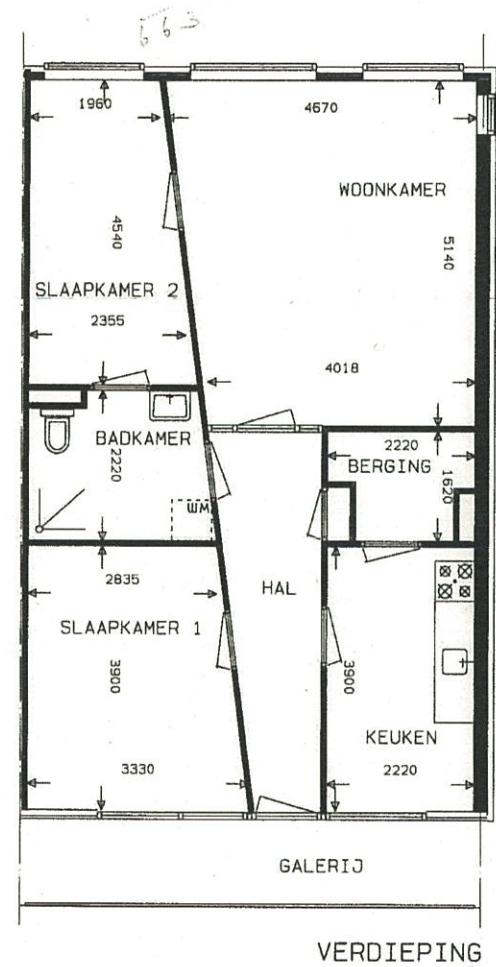 663
1960
4670
WOONKAMER
4540
5140
SLAAPKAMER 2
2355
4018
BADKAMER
2220
2220
BERGING
1620
WM
2835
HAL
SLAAPKAMER 1
3900
3900
KEUKEN
3330
2220
GALERIJ
VERDIEPING